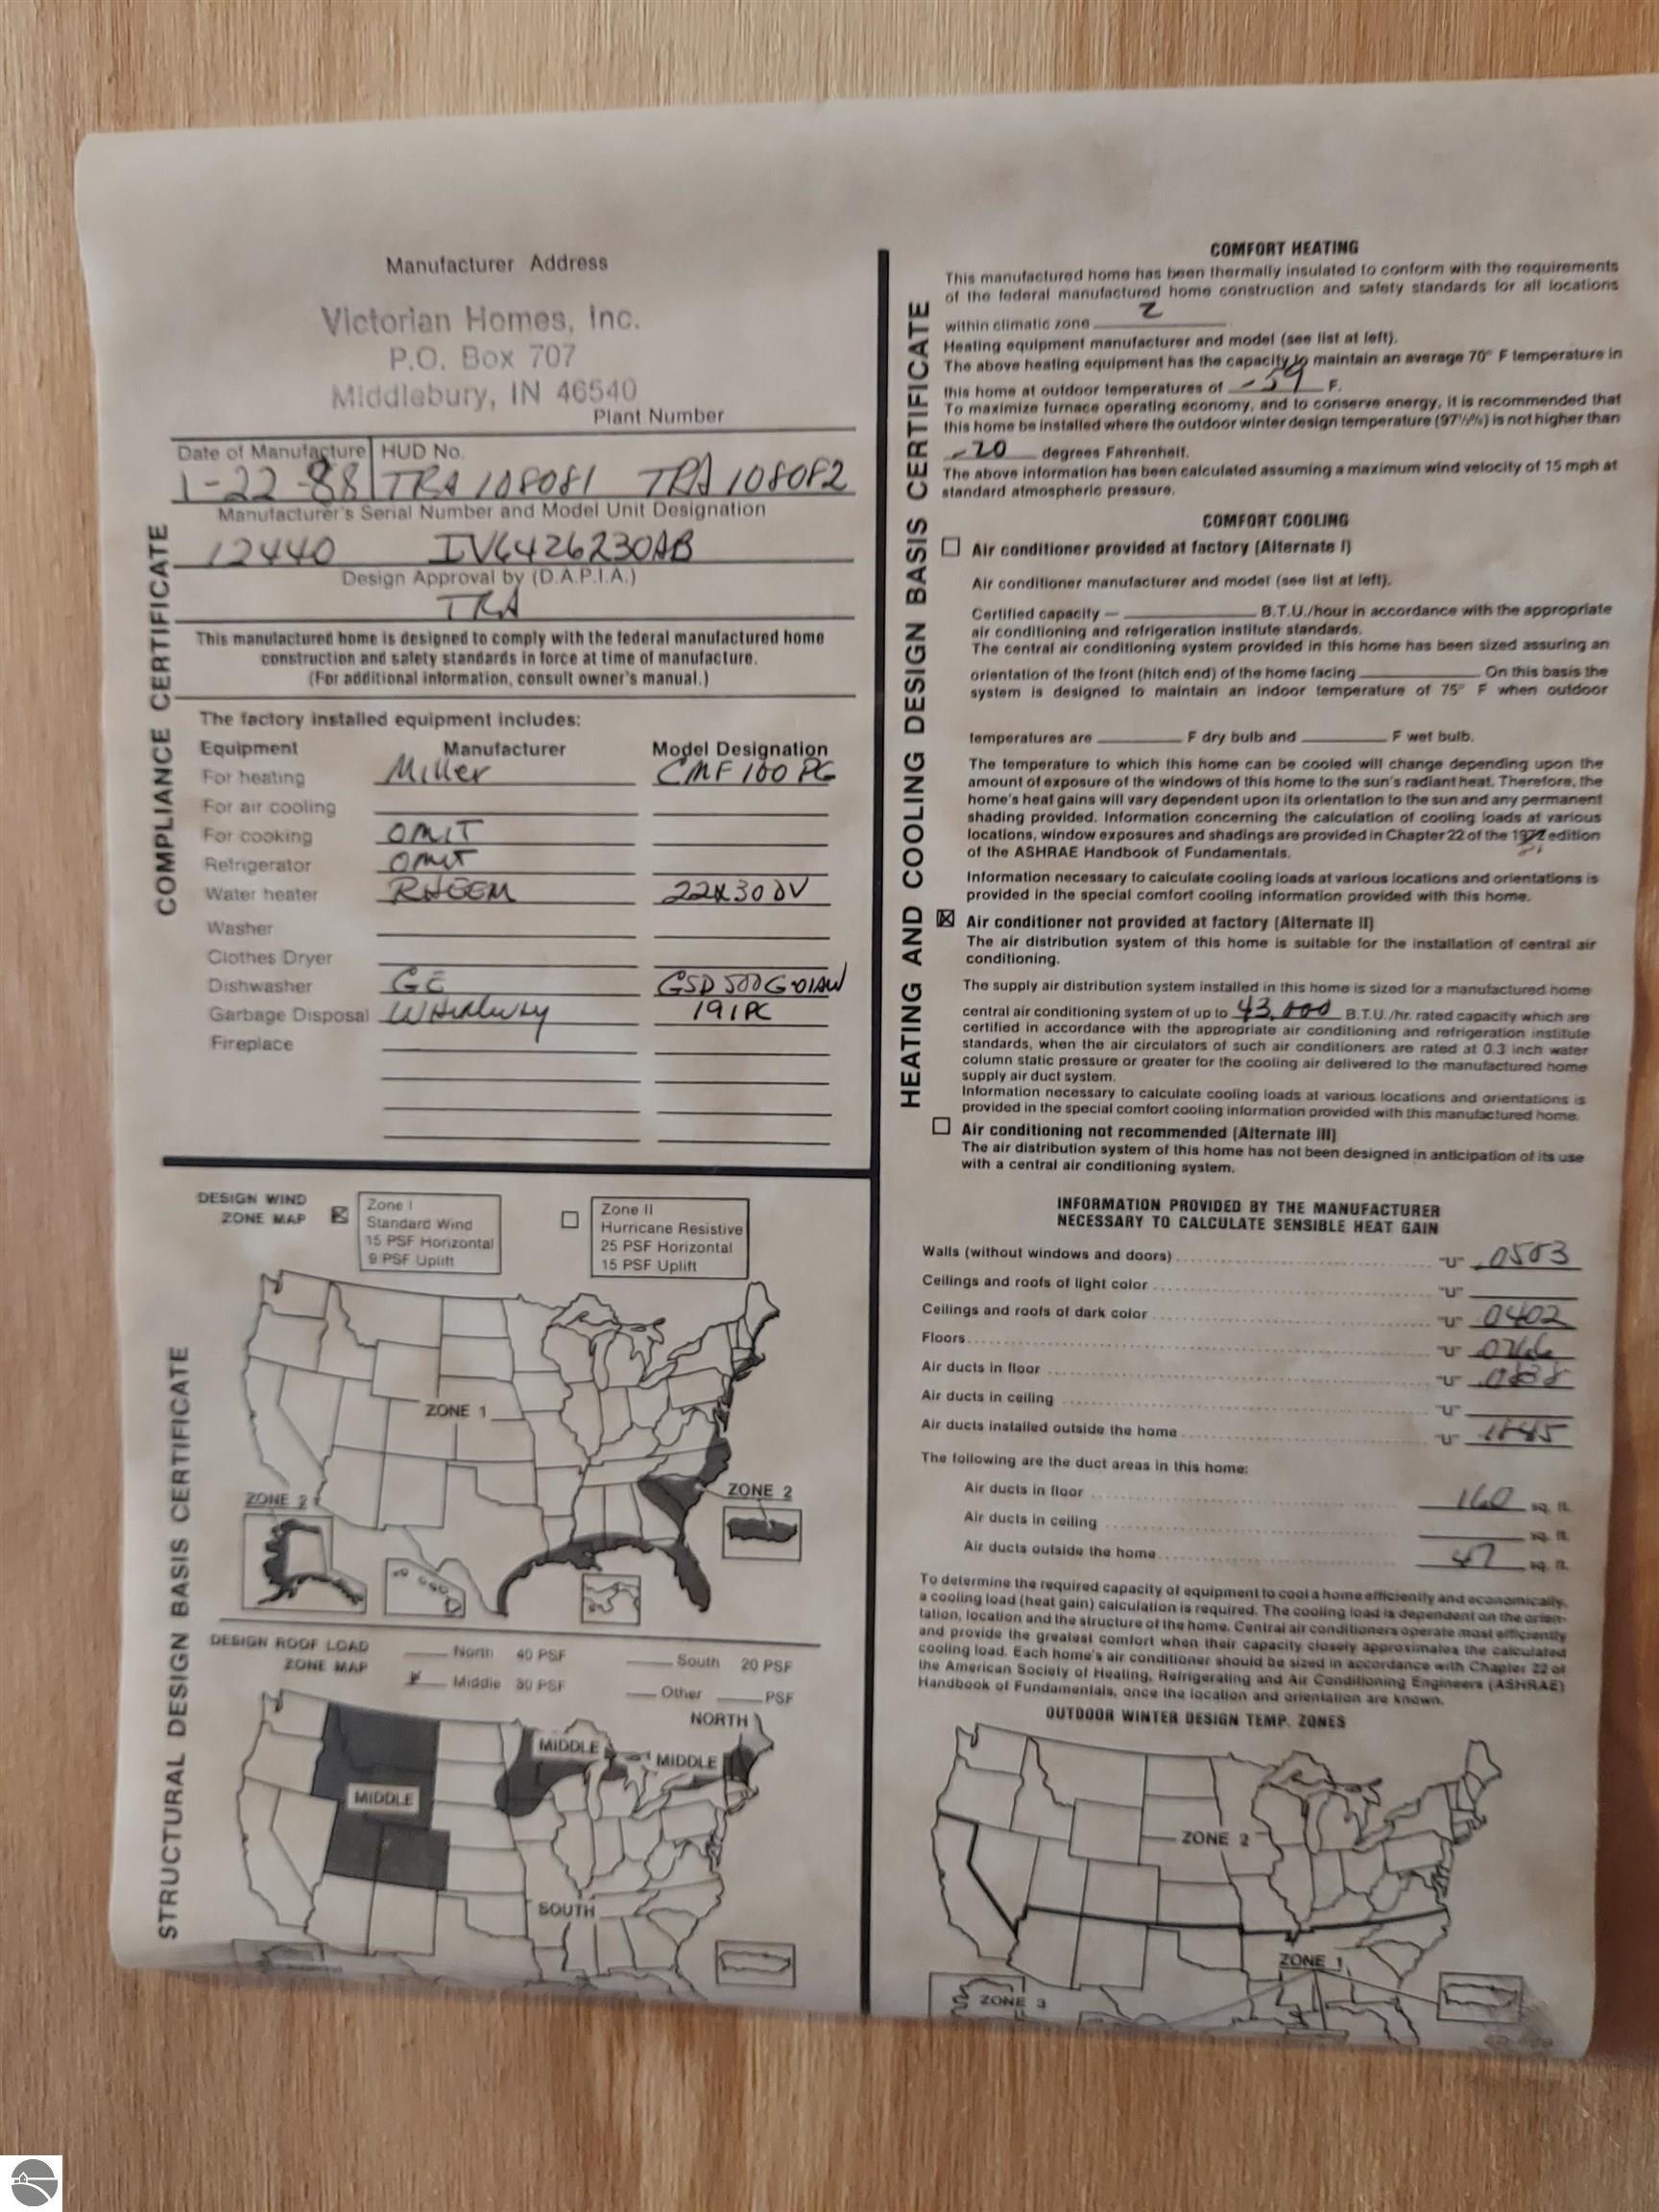 Manufacturer Address
Victorian Homes, Inc.
P.O. Box 707
Middlebury, IN 46540
Plant Number
Date of Manufacture HUD No.
1-22-88 TRA 108081 TRA 108082
Manufacturer's Serial Number and Model Unit Designation
12440 IV6426230AB
Design Approval by (D.A.P.I.A.)
TRA
This manufactured home is designed to comply with the federal manufactured home
construction and safety standards in force at time of manufacture.
(For additional information, consult owner's manual.)
COMPLIANCE CERTIFICATE
The factory installed equipment includes:
Equipment Manufacturer Model Designation
For heating Miller CMF 100 PG
For air cooling
For cooking OMIT
Refrigerator OMIT
Water heater RHEEM 22K30DV
Washer
Clothes Dryer
Dishwasher GE GSD500G-01AW
Garbage Disposal 191PC
Fireplace
STRUCTURAL DESIGN BASIS CERTIFICATE
DESIGN WIND
ZONE MAP
Zone I
Standard Wind
15 PSF Horizontal
9 PSF Uplift
Zone II
Hurricane Resistive
25 PSF Horizontal
15 PSF Uplift
ZONE 1
ZONE 2
ZONE 2
DESIGN ROOF LOAD
ZONE MAP
North 40 PSF
South 20 PSF
Middle 30 PSF
Other PSF
NORTH
MIDDLE
MIDDLE
MIDDLE
SOUTH
HEATING AND COOLING DESIGN BASIS CERTIFICATE
COMFORT HEATING
This manufactured home has been thermally insulated to conform with the requirements
of the federal manufactured home construction and safety standards for all locations
within climatic zone 2.
Heating equipment manufacturer and model (see list at left).
The above heating equipment has the capacity to maintain an average 70° F temperature in
this home at outdoor temperatures of -59 F.
To maximize furnace operating economy, and to conserve energy, it is recommended that
this home be installed where the outdoor winter design temperature (97½%) is not higher than
-20 degrees Fahrenheit.
The above information has been calculated assuming a maximum wind velocity of 15 mph at
standard atmospheric pressure.
COMFORT COOLING
Air conditioner provided at factory (Alternate I)
Air conditioner manufacturer and model (see list at left).
Certified capacity — B.T.U./hour in accordance with the appropriate
air conditioning and refrigeration institute standards.
The central air conditioning system provided in this home has been sized assuring an
orientation of the front (hitch end) of the home facing On this basis the
system is designed to maintain an indoor temperature of 75° F when outdoor
temperatures are F dry bulb and F wet bulb.
The temperature to which this home can be cooled will change depending upon the
amount of exposure of the windows of this home to the sun's radiant heat. Therefore, the
home's heat gains will vary dependent upon its orientation to the sun and any permanent
shading provided. Information concerning the calculation of cooling loads at various
locations, window exposures and shadings are provided in Chapter 22 of the edition
of the ASHRAE Handbook of Fundamentals.
Information necessary to calculate cooling loads at various locations and orientations is
provided in the special comfort cooling information provided with this home.
Air conditioner not provided at factory (Alternate II)
The air distribution system of this home is suitable for the installation of central air
conditioning.
The supply air distribution system installed in this home is sized for a manufactured home
central air conditioning system of up to 43,000 B.T.U./hr. rated capacity which are
certified in accordance with the appropriate air conditioning and refrigeration institute
standards, when the air circulators of such air conditioners are rated at 0.3 inch water
column static pressure or greater for the cooling air delivered to the manufactured home
supply air duct system.
Information necessary to calculate cooling loads at various locations and orientations is
provided in the special comfort cooling information provided with this manufactured home.
Air conditioning not recommended (Alternate III)
The air distribution system of this home has not been designed in anticipation of its use
with a central air conditioning system.
INFORMATION PROVIDED BY THE MANUFACTURER
NECESSARY TO CALCULATE SENSIBLE HEAT GAIN
Walls (without windows and doors) "U" .0503
Ceilings and roofs of light color "U"
Ceilings and roofs of dark color "U" .0402
Floors "U"
Air ducts in floor "U"
Air ducts in ceiling "U"
Air ducts installed outside the home "U"
The following are the duct areas in this home:
Air ducts in floor 160 sq. ft.
Air ducts in ceiling sq. ft.
Air ducts outside the home 47 sq. ft.
To determine the required capacity of equipment to cool a home efficiently and economically,
a cooling load (heat gain) calculation is required. The cooling load is dependent on the orien-
tation, location and the structure of the home. Central air conditioners operate most efficiently
and provide the greatest comfort when their capacity closely approximates the calculated
cooling load. Each home's air conditioner should be sized in accordance with Chapter 22 of
the American Society of Heating, Refrigerating and Air Conditioning Engineers (ASHRAE)
Handbook of Fundamentals, once the location and orientation are known.
OUTDOOR WINTER DESIGN TEMP. ZONES
ZONE 2
ZONE 1
ZONE 3